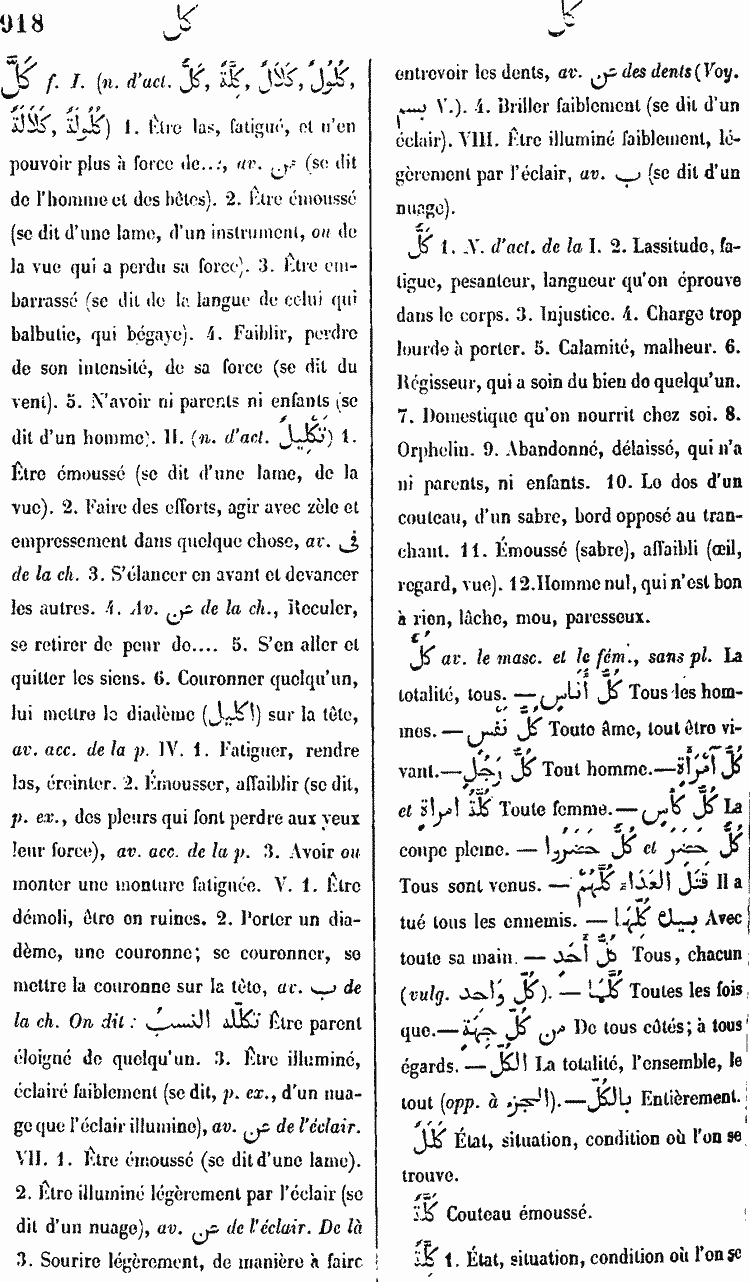 918 كل كل
كَلَّ f. I. (n. d'act. كَلٌّ, كِلَّةٌ, كَلَالٌ, كُلُولٌ,
كَلَالَةٌ, كُلُولَةٌ) 1. Être las, fatigué, et n'en
pouvoir plus à force de..., av. عن (se dit
de l'homme et des bêtes). 2. Être émoussé
(se dit d'une lame, d'un instrument, ou de
la vue qui a perdu sa force). 3. Être em-
barrassé (se dit de la langue de celui qui
balbutie, qui bégaye). 4. Faiblir, perdre
de son intensité, de sa force (se dit du
vent). 5. N'avoir ni parents ni enfants (se
dit d'un homme). II. (n. d'act. تَكْلِيلٌ) 1.
Être émoussé (se dit d'une lame, de la
vue). 2. Faire des efforts, agir avec zèle et
empressement dans quelque chose, av. فى
de la ch. 3. S'élancer en avant et devancer
les autres. 4. Av. عن de la ch., Reculer,
se retirer de peur de.... 5. S'en aller et
quitter les siens. 6. Couronner quelqu'un,
lui mettre le diadème (اكليل) sur la tête,
av. acc. de la p. IV. 1. Fatiguer, rendre
las, éreinter. 2. Émousser, affaiblir (se dit,
p. ex., des pleurs qui font perdre aux yeux
leur force), av. acc. de la p. 3. Avoir ou
monter une monture fatiguée. V. 1. Être
démoli, être en ruines. 2. Porter un dia-
dème, une couronne; se couronner, se
mettre la couronne sur la tête, av. ب de
la ch. On dit : تكلّله النسبُ Être parent
éloigné de quelqu'un. 3. Être illuminé,
éclairé faiblement (se dit, p. ex., d'un nua-
ge que l'éclair illumine), av. عن de l'éclair.
VII. 1. Être émoussé (se dit d'une lame).
2. Être illuminé légèrement par l'éclair (se
dit d'un nuage), av. عن de l'éclair. De là
3. Sourire légèrement, de manière à faire
entrevoir les dents, av. عن des dents (Voy.
بسم V.). 4. Briller faiblement (se dit d'un
éclair). VIII. Être illuminé faiblement, lé-
gèrement par l'éclair, av. ب (se dit d'un
nuage).
كَلٌّ 1. N. d'act. de la I. 2. Lassitude, fa-
tigue, pesanteur, langueur qu'on éprouve
dans le corps. 3. Injustice. 4. Charge trop
lourde à porter. 5. Calamité, malheur. 6.
Régisseur, qui a soin du bien de quelqu'un.
7. Domestique qu'on nourrit chez soi. 8.
Orphelin. 9. Abandonné, délaissé, qui n'a
ni parents, ni enfants. 10. Le dos d'un
couteau, d'un sabre, bord opposé au tran-
chant. 11. Émoussé (sabre), affaibli (œil,
regard, vue). 12. Homme nul, qui n'est bon
à rien, lâche, mou, paresseux.
كُلٌّ av. le masc. et le fém., sans pl. La
totalité, tous. — كُلُّ أُنَاسٍ Tous les hom-
mes. — كُلُّ نَفْسٍ Toute âme, tout être vi-
vant. — كُلُّ رَجُلٍ Tout homme. — كُلُّ آمْرَأَةٍ
et كُلَّةُ امراة Toute femme. — كُلُّ كَأْسٍ La
coupe pleine. — كُلٌّ حَضَرَ et كُلٌّ حَضَرُوا
Tous sont venus. — قَتَلَ العَدَاءَ كُلَّهُمْ Il a
tué tous les ennemis. — بيدك كُلِّهَا Avec
toute sa main. — كُلُّ أَحَدٍ Tous, chacun
(vulg. كُلّ وَاحد). — كُلَّمَا Toutes les fois
que. — من كُلِّ جِهَةٍ De tous côtés; à tous
égards. — الكُلّ La totalité, l'ensemble, le
tout (opp. à الجزء). — بالكُلّ Entièrement.
كَلَلٌ État, situation, condition où l'on se
trouve.
كَلَّةٌ Couteau émoussé.
كِلَّةٌ 1. État, situation, condition où l'on se